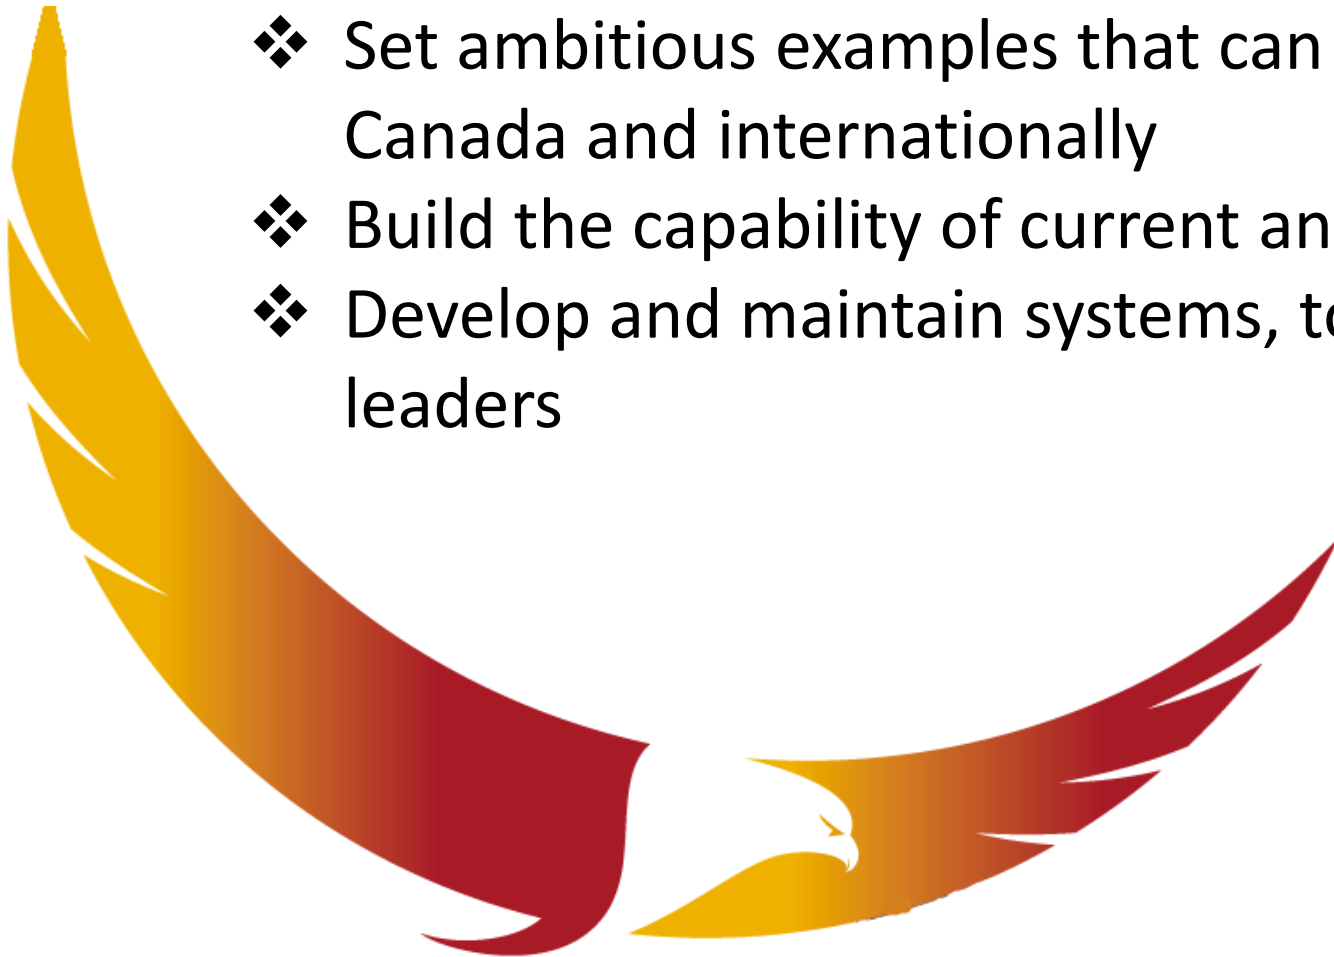 ❖ Set ambitious examples that can
Canada and internationally
❖ Build the capability of current an
❖ Develop and maintain systems, to
leaders